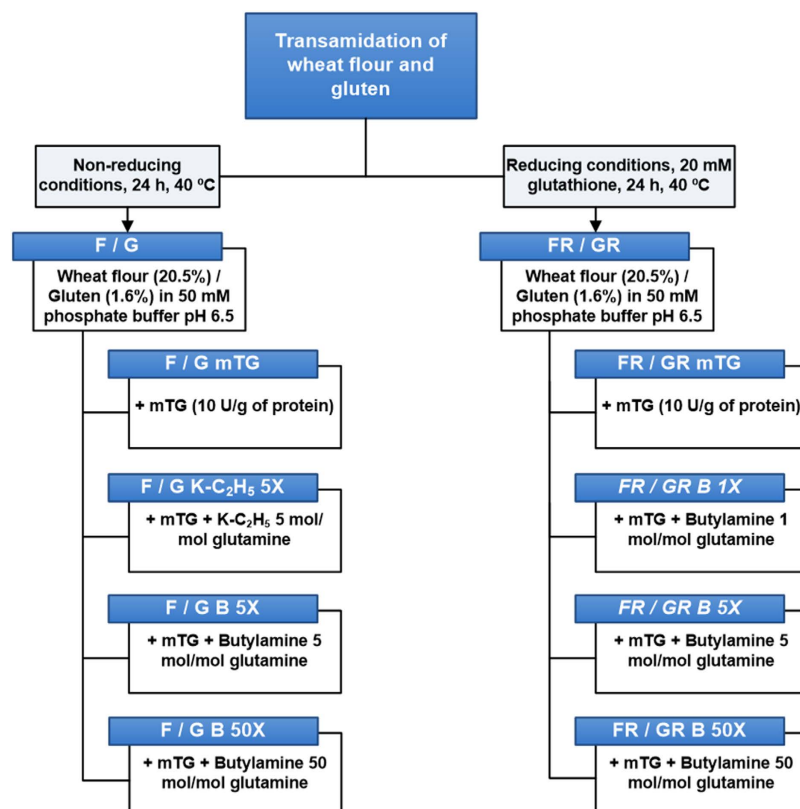 Transamidation of
wheat flour and
gluten
Non-reducing
conditions, 24 h, 40 ºC
F / G
Wheat flour (20.5%) /
Gluten (1.6%) in 50 mM
phosphate buffer pH 6.5
F / G mTG
+ mTG (10 U/g of protein)
F / G K-C₂H₅ 5X
+ mTG + K-C₂H₅ 5 mol/
mol glutamine
F / G B 5X
+ mTG + Butylamine 5
mol/mol glutamine
F / G B 50X
+ mTG + Butylamine 50
mol/mol glutamine
Reducing conditions, 20 mM
glutathione, 24 h, 40 ºC
FR / GR
Wheat flour (20.5%) /
Gluten (1.6%) in 50 mM
phosphate buffer pH 6.5
FR / GR mTG
+ mTG (10 U/g of protein)
FR / GR B 1X
+ mTG + Butylamine 1
mol/mol glutamine
FR / GR B 5X
+ mTG + Butylamine 5
mol/mol glutamine
FR / GR B 50X
+ mTG + Butylamine 50
mol/mol glutamine